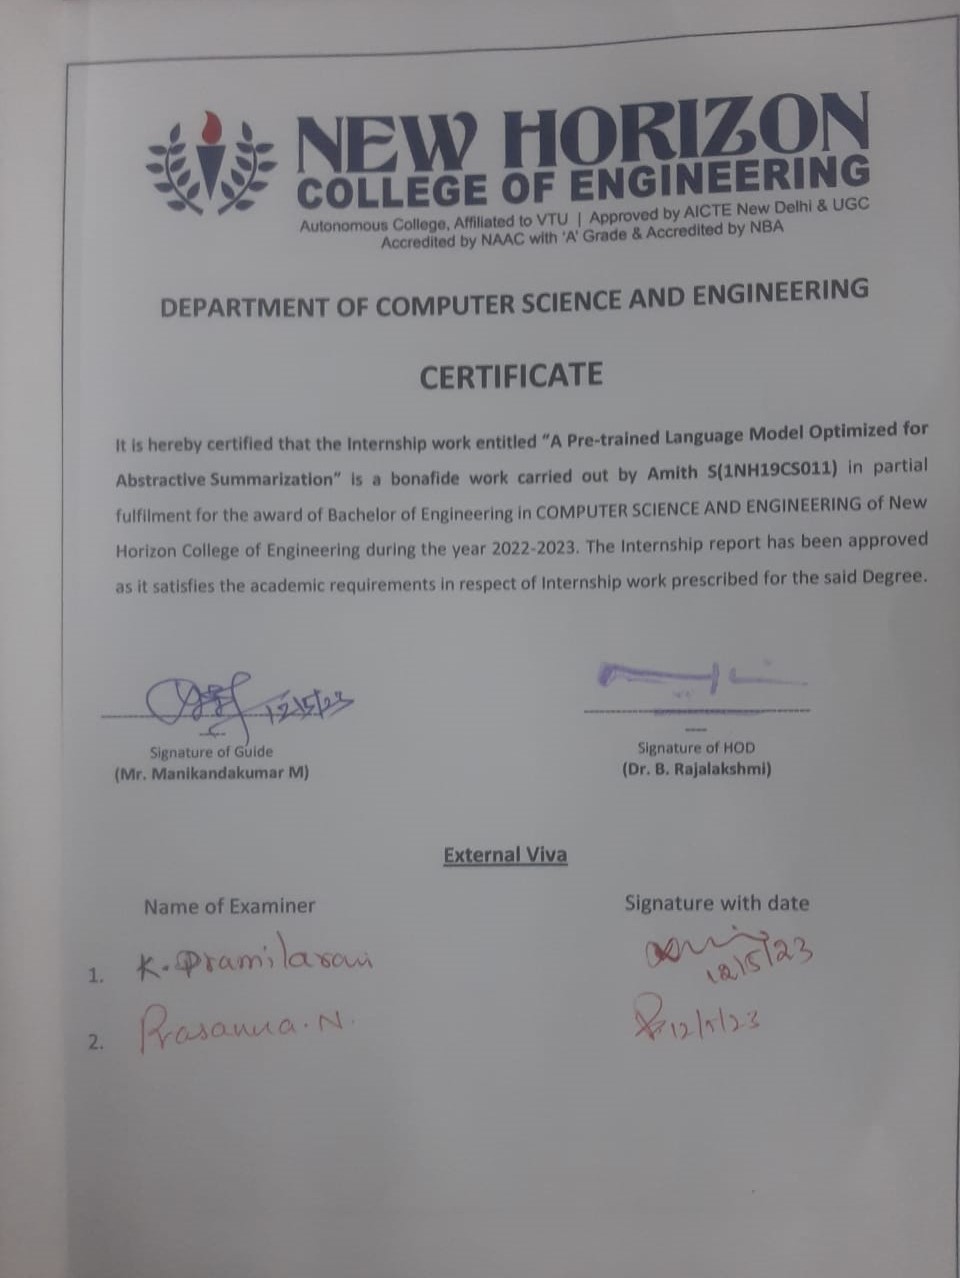 NEW HORIZON
COLLEGE OF ENGINEERING
Autonomous College, Affiliated to VTU | Approved by AICTE New Delhi & UGC
Accredited by NAAC with 'A' Grade & Accredited by NBA
DEPARTMENT OF COMPUTER SCIENCE AND ENGINEERING
CERTIFICATE
It is hereby certified that the Internship work entitled “A Pre-trained Language Model Optimized for
Abstractive Summarization” is a bonafide work carried out by Amith S(1NH19CS011) in partial
fulfilment for the award of Bachelor of Engineering in COMPUTER SCIENCE AND ENGINEERING of New
Horizon College of Engineering during the year 2022-2023. The Internship report has been approved
as it satisfies the academic requirements in respect of Internship work prescribed for the said Degree.
12/5/23
Signature of Guide
(Mr. Manikandakumar M)
Signature of HOD
(Dr. B. Rajalakshmi)
External Viva
Name of Examiner Signature with date
1. K. Pramilarani 12/5/23
2. Prasanna. N. 12/5/23